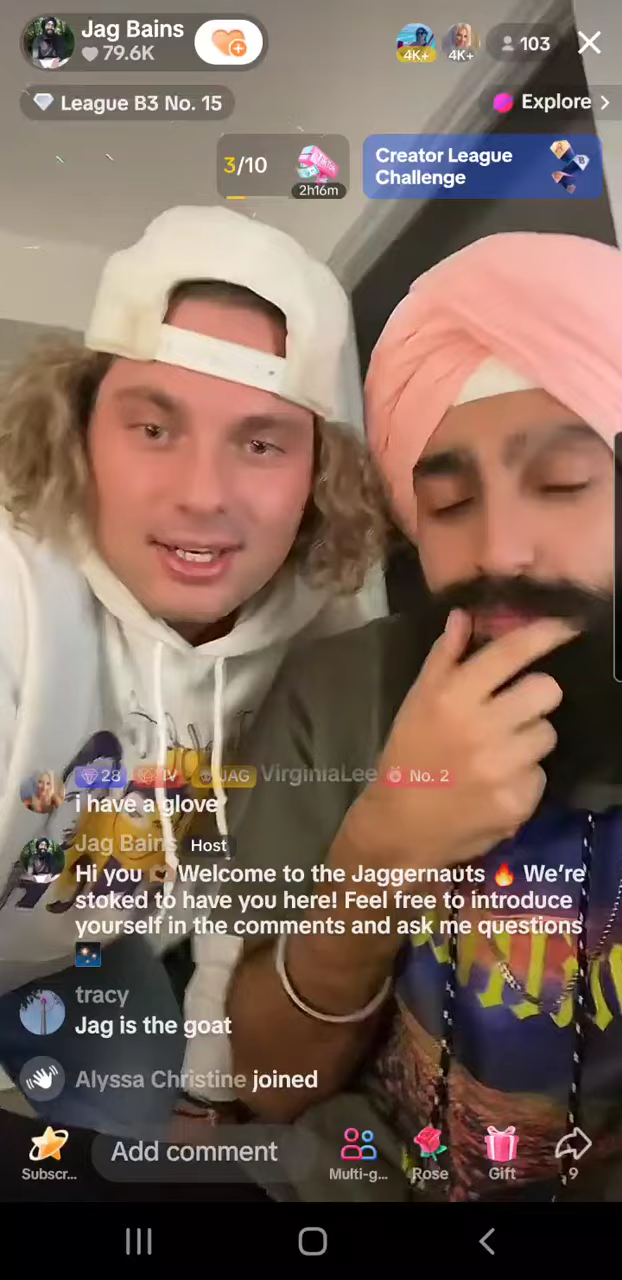 Jag Bains
79.6K
4K+
4K+
103
League B3 No. 15
Explore
3/10
2h16m
Creator League
Challenge
28
IV
JAG
VirginiaLee
No. 2
i have a glove
Jag Bains
Host
Hi you Welcome to the Jaggernauts 🔥 We're
stoked to have you here! Feel free to introduce
yourself in the comments and ask me questions
tracy
Jag is the goat
Alyssa Christine joined
Add comment
Subscr...
Multi-g...
Rose
Gift
9